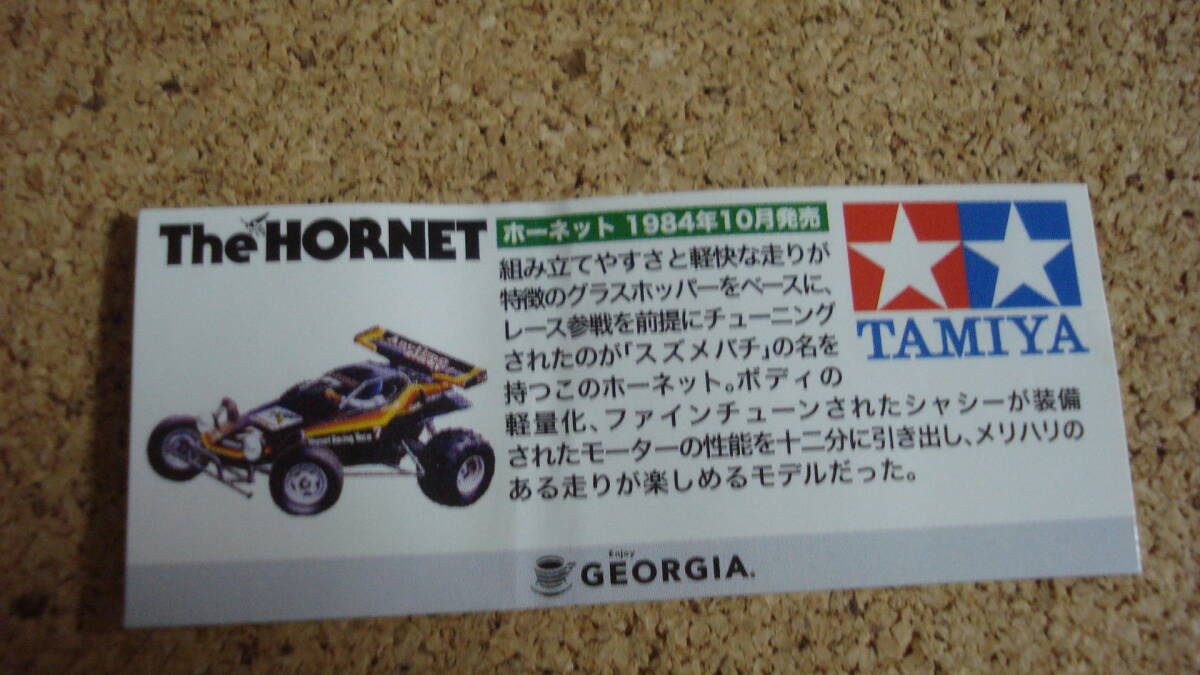 The HORNET
ホーネット 1984年10月発売
組み立てやすさと軽快な走りが
特徴のグラスホッパーをベースに、
レース参戦を前提にチューニング
されたのが「スズメバチ」の名を
持つこのホーネット。ボディの
軽量化、ファインチューンされたシャシーが装備
されたモーターの性能を十二分に引き出し、メリハリの
ある走りが楽しめるモデルだった。
TAMIYA
Enjoy
GEORGIA.